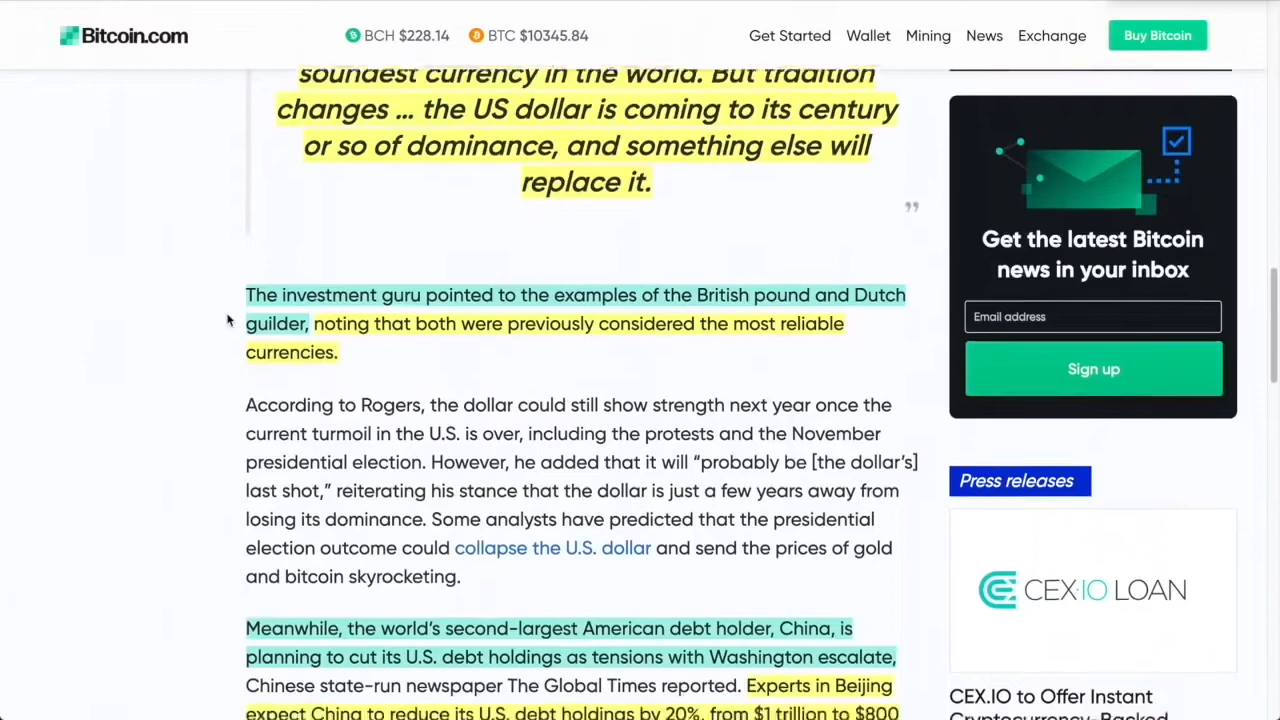 Bitcoin.com
BCH $228.14
BTC $10345.84
Get Started
Wallet
Mining
News
Exchange
Buy Bitcoin
soundest currency in the world. But tradition
changes ... the US dollar is coming to its century
or so of dominance, and something else will
replace it.
”
The investment guru pointed to the examples of the British pound and Dutch
guilder, noting that both were previously considered the most reliable
currencies.
According to Rogers, the dollar could still show strength next year once the
current turmoil in the U.S. is over, including the protests and the November
presidential election. However, he added that it will “probably be [the dollar’s]
last shot,” reiterating his stance that the dollar is just a few years away from
losing its dominance. Some analysts have predicted that the presidential
election outcome could collapse the U.S. dollar and send the prices of gold
and bitcoin skyrocketing.
Meanwhile, the world’s second-largest American debt holder, China, is
planning to cut its U.S. debt holdings as tensions with Washington escalate,
Chinese state-run newspaper The Global Times reported. Experts in Beijing
expect China to reduce its U.S. debt holdings by 20%, from $1 trillion to $800
Get the latest Bitcoin
news in your inbox
Email address
Sign up
Press releases
CEX.IO LOAN
CEX.IO to Offer Instant
Cryptocurrency-Backed